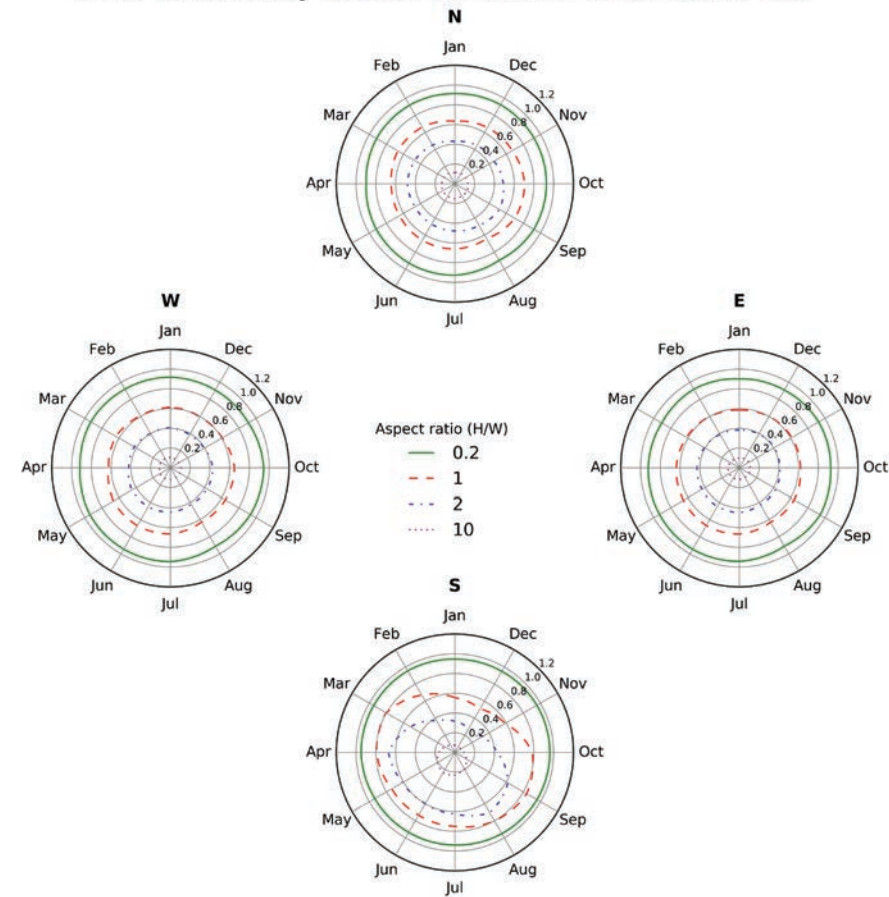 N
Jan
Feb Dec
Mar Nov
Apr Oct
May Sep
Jun Aug
Jul
0.2 0.4 0.6 0.8 1.0 1.2
W
Jan
Feb Dec
Mar Nov
Apr Oct
May Sep
Jun Aug
Jul
0.2 0.4 0.6 0.8 1.0 1.2
Aspect ratio (H/W)
0.2
1
2
10
E
Jan
Feb Dec
Mar Nov
Apr Oct
May Sep
Jun Aug
Jul
0.2 0.4 0.6 0.8 1.0 1.2
S
Jan
Feb Dec
Mar Nov
Apr Oct
May Sep
Jun Aug
Jul
0.2 0.4 0.6 0.8 1.0 1.2